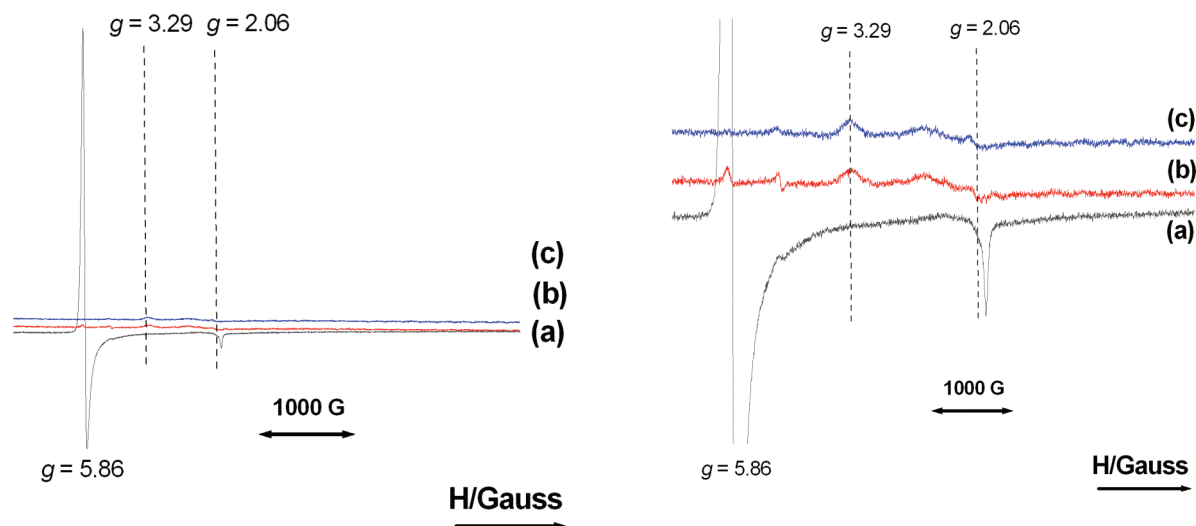 g = 3.29 g = 2.06
(c)
(b)
(a)
1000 G
g = 5.86
H/Gauss
g = 3.29 g = 2.06
(c)
(b)
(a)
1000 G
g = 5.86
H/Gauss